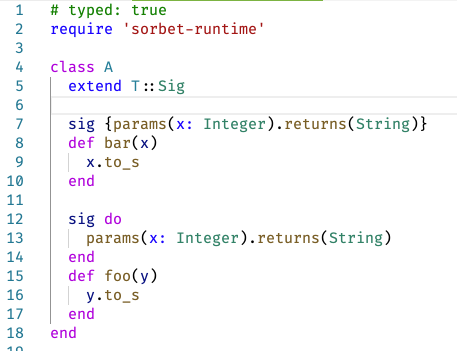 1 # typed: true
2 require 'sorbet-runtime'
3
4 class A
5   extend T::Sig
6
7   sig {params(x: Integer).returns(String)}
8   def bar(x)
9     x.to_s
10   end
11
12   sig do
13     params(x: Integer).returns(String)
14   end
15   def foo(y)
16     y.to_s
17   end
18 end